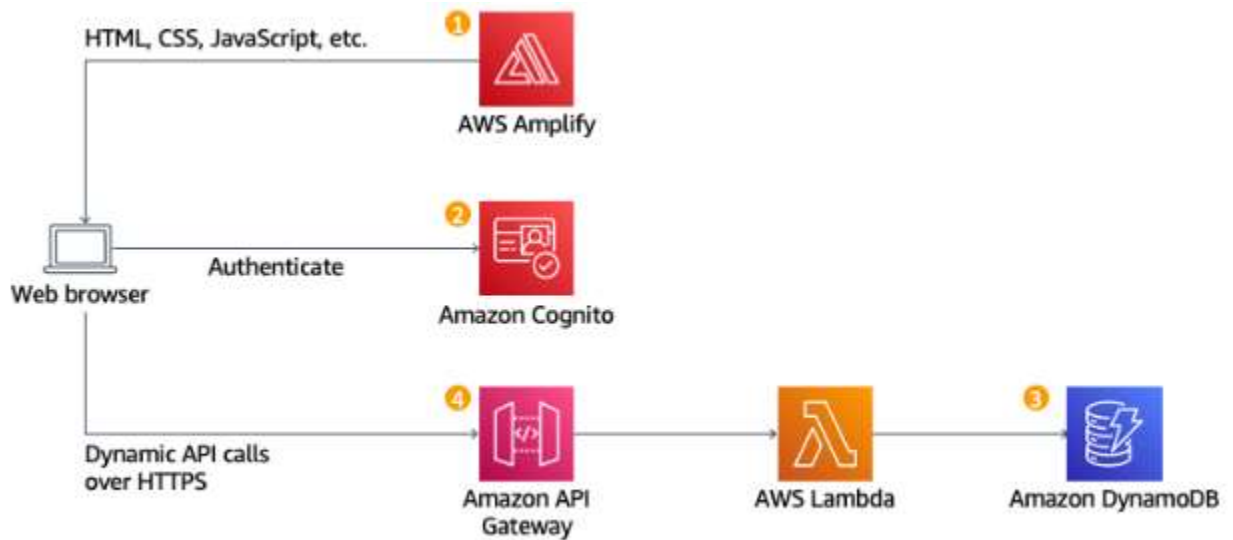 HTML, CSS, JavaScript, etc.
1
AWS Amplify
2
Authenticate
Web browser
Amazon Cognito
4
3
Dynamic API calls
over HTTPS
Amazon API
Gateway
AWS Lambda
Amazon DynamoDB